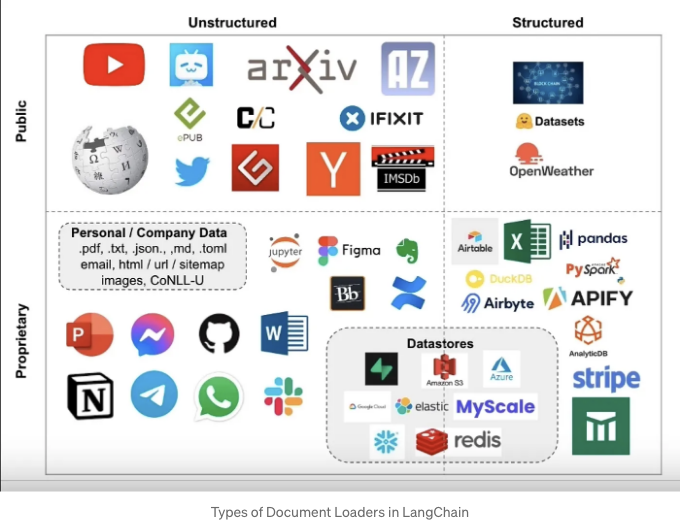 Unstructured
Structured
Public
arXiv
AZ
BLOCK CHAIN
ePUB
C/C
IFIXIT
Datasets
W
Y
IMSDb
OpenWeather
Proprietary
Personal / Company Data
.pdf, .txt, .json., .md, .toml
email, html / url / sitemap
images, CoNLL-U
jupyter
Figma
Airtable
X
pandas
Bb
DuckDB
PySpark
Airbyte
APIFY
P
W
AnalyticDB
Datastores
Amazon S3
Azure
stripe
N
Google Cloud
elastic
MyScale
redis
Types of Document Loaders in LangChain